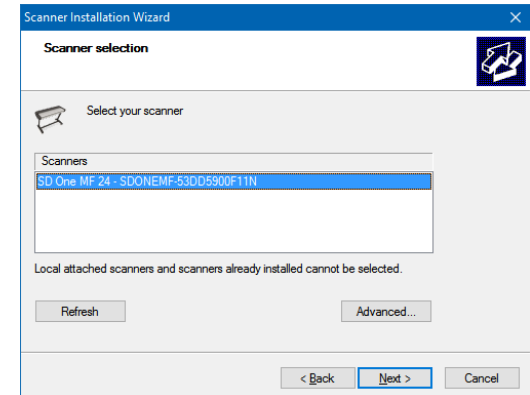 Scanner Installation Wizard
Scanner selection
Select your scanner
Scanners
SD One MF 24 - SDONEMF-53DD5900F11N
Local attached scanners and scanners already installed cannot be selected.
Refresh
Advanced...
< Back
Next >
Cancel